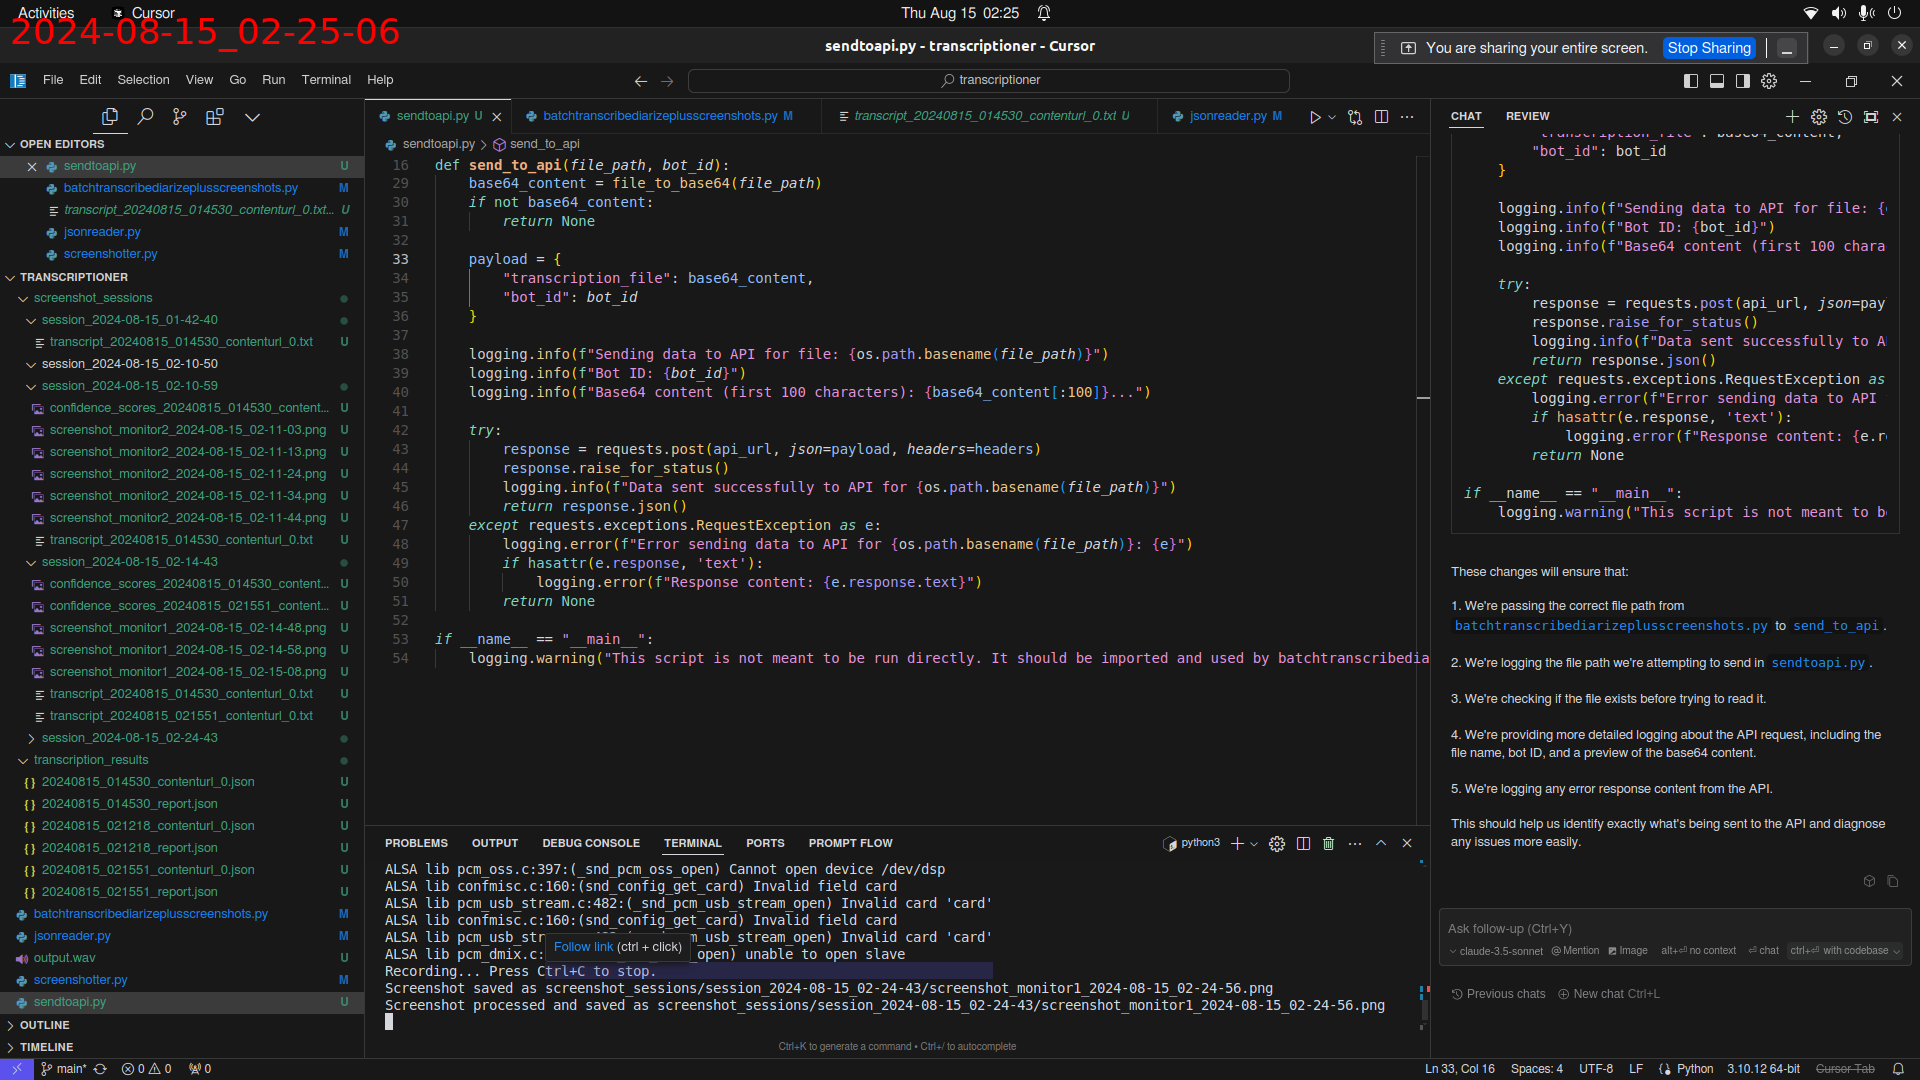 Activities
Cursor
Thu Aug 15 02:25
2024-08-15_02-25-06
sendtoapi.py - transcriptioner - Cursor
You are sharing your entire screen.
Stop Sharing
File Edit Selection View Go Run Terminal Help
transcriptioner
OPEN EDITORS
sendtoapi.py U
batchtranscribediarizeplusscreenshots.py M
transcript_20240815_014530_contenturl_0.txt... U
jsonreader.py M
screenshotter.py M
TRANSCRIPTIONER
screenshot_sessions
session_2024-08-15_01-42-40
transcript_20240815_014530_contenturl_0.txt U
session_2024-08-15_02-10-50
session_2024-08-15_02-10-59
confidence_scores_20240815_014530_content... U
screenshot_monitor2_2024-08-15_02-11-03.png U
screenshot_monitor2_2024-08-15_02-11-13.png U
screenshot_monitor2_2024-08-15_02-11-24.png U
screenshot_monitor2_2024-08-15_02-11-34.png U
screenshot_monitor2_2024-08-15_02-11-44.png U
transcript_20240815_014530_contenturl_0.txt U
session_2024-08-15_02-14-43
confidence_scores_20240815_014530_content... U
confidence_scores_20240815_021551_content... U
screenshot_monitor1_2024-08-15_02-14-48.png U
screenshot_monitor1_2024-08-15_02-14-58.png U
screenshot_monitor1_2024-08-15_02-15-08.png U
transcript_20240815_014530_contenturl_0.txt U
transcript_20240815_021551_contenturl_0.txt U
session_2024-08-15_02-24-43
transcription_results
20240815_014530_contenturl_0.json U
20240815_014530_report.json U
20240815_021218_contenturl_0.json U
20240815_021218_report.json U
20240815_021551_contenturl_0.json U
20240815_021551_report.json U
batchtranscribediarizeplusscreenshots.py M
jsonreader.py M
output.wav U
screenshotter.py M
sendtoapi.py U
OUTLINE
TIMELINE
sendtoapi.py U
batchtranscribediarizeplusscreenshots.py M
transcript_20240815_014530_contenturl_0.txt U
jsonreader.py M
sendtoapi.py > send_to_api
16 def send_to_api(file_path, bot_id):
29 base64_content = file_to_base64(file_path)
30 if not base64_content:
31 return None
32
33 payload = {
34 "transcription_file": base64_content,
35 "bot_id": bot_id
36 }
37
38 logging.info(f"Sending data to API for file: {os.path.basename(file_path)}")
39 logging.info(f"Bot ID: {bot_id}")
40 logging.info(f"Base64 content (first 100 characters): {base64_content[:100]}...")
41
42 try:
43 response = requests.post(api_url, json=payload, headers=headers)
44 response.raise_for_status()
45 logging.info(f"Data sent successfully to API for {os.path.basename(file_path)}")
46 return response.json()
47 except requests.exceptions.RequestException as e:
48 logging.error(f"Error sending data to API for {os.path.basename(file_path)}: {e}")
49 if hasattr(e.response, 'text'):
50 logging.error(f"Response content: {e.response.text}")
51 return None
52
53 if __name__ == "__main__":
54 logging.warning("This script is not meant to be run directly. It should be imported and used by batchtranscribedia
PROBLEMS OUTPUT DEBUG CONSOLE TERMINAL PORTS PROMPT FLOW
python3
ALSA lib pcm_oss.c:397:(_snd_pcm_oss_open) Cannot open device /dev/dsp
ALSA lib confmisc.c:160:(snd_config_get_card) Invalid field card
ALSA lib pcm_usb_stream.c:482:(_snd_pcm_usb_stream_open) Invalid card 'card'
ALSA lib confmisc.c:160:(snd_config_get_card) Invalid field card
ALSA lib pcm_usb_str m_usb_stream_open) Invalid card 'card'
Follow link (ctrl + click)
ALSA lib pcm_dmix.c: _open) unable to open slave
Recording... Press Ctrl+C to stop.
Screenshot saved as screenshot_sessions/session_2024-08-15_02-24-43/screenshot_monitor1_2024-08-15_02-24-56.png
Screenshot processed and saved as screenshot_sessions/session_2024-08-15_02-24-43/screenshot_monitor1_2024-08-15_02-24-56.png
Ctrl+K to generate a command • Ctrl+/ to autocomplete
CHAT REVIEW
"bot_id": bot_id
}
logging.info(f"Sending data to API for file: {
logging.info(f"Bot ID: {bot_id}")
logging.info(f"Base64 content (first 100 chara
try:
response = requests.post(api_url, json=pay
response.raise_for_status()
logging.info(f"Data sent successfully to A
return response.json()
except requests.exceptions.RequestException as
logging.error(f"Error sending data to API
if hasattr(e.response, 'text'):
logging.error(f"Response content: {e.r
return None
if __name__ == "__main__":
logging.warning("This script is not meant to b
These changes will ensure that:
1. We're passing the correct file path from
batchtranscribediarizeplusscreenshots.py to send_to_api.
2. We're logging the file path we're attempting to send in sendtoapi.py.
3. We're checking if the file exists before trying to read it.
4. We're providing more detailed logging about the API request, including the
file name, bot ID, and a preview of the base64 content.
5. We're logging any error response content from the API.
This should help us identify exactly what's being sent to the API and diagnose
any issues more easily.
Ask follow-up (Ctrl+Y)
claude-3.5-sonnet @ Mention Image alt+⏎ no context ⏎ chat ctrl+⏎ with codebase
Previous chats New chat Ctrl+L
main* 0 0 0
Ln 33, Col 16 Spaces: 4 UTF-8 LF Python 3.10.12 64-bit Cursor Tab